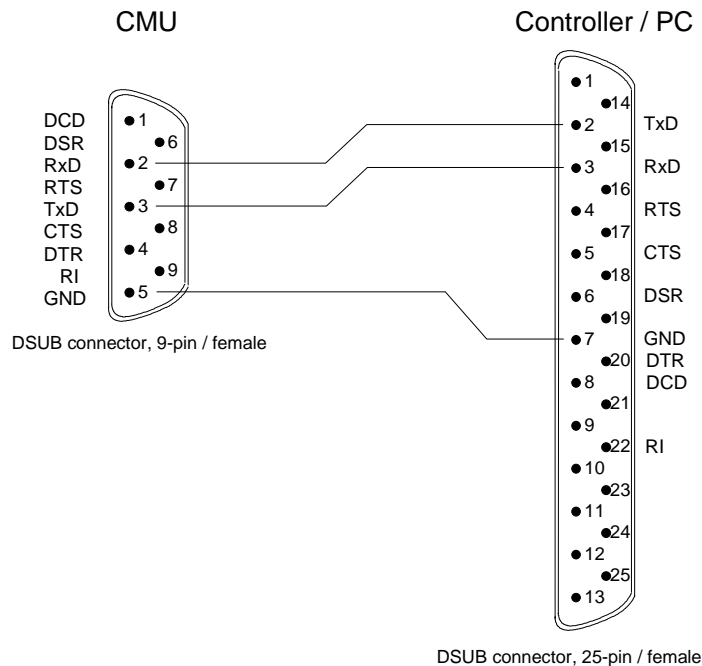 CMU
Controller / PC
DCD
1
DSR
6
RxD
2
RTS
7
TxD
3
CTS
8
DTR
4
RI
9
GND
5
DSUB connector, 9-pin / female
1
14
2
TxD
15
3
RxD
16
4
RTS
17
5
CTS
18
6
DSR
19
7
GND
20
DTR
8
DCD
21
9
22
RI
10
23
11
24
12
25
13
DSUB connector, 25-pin / female